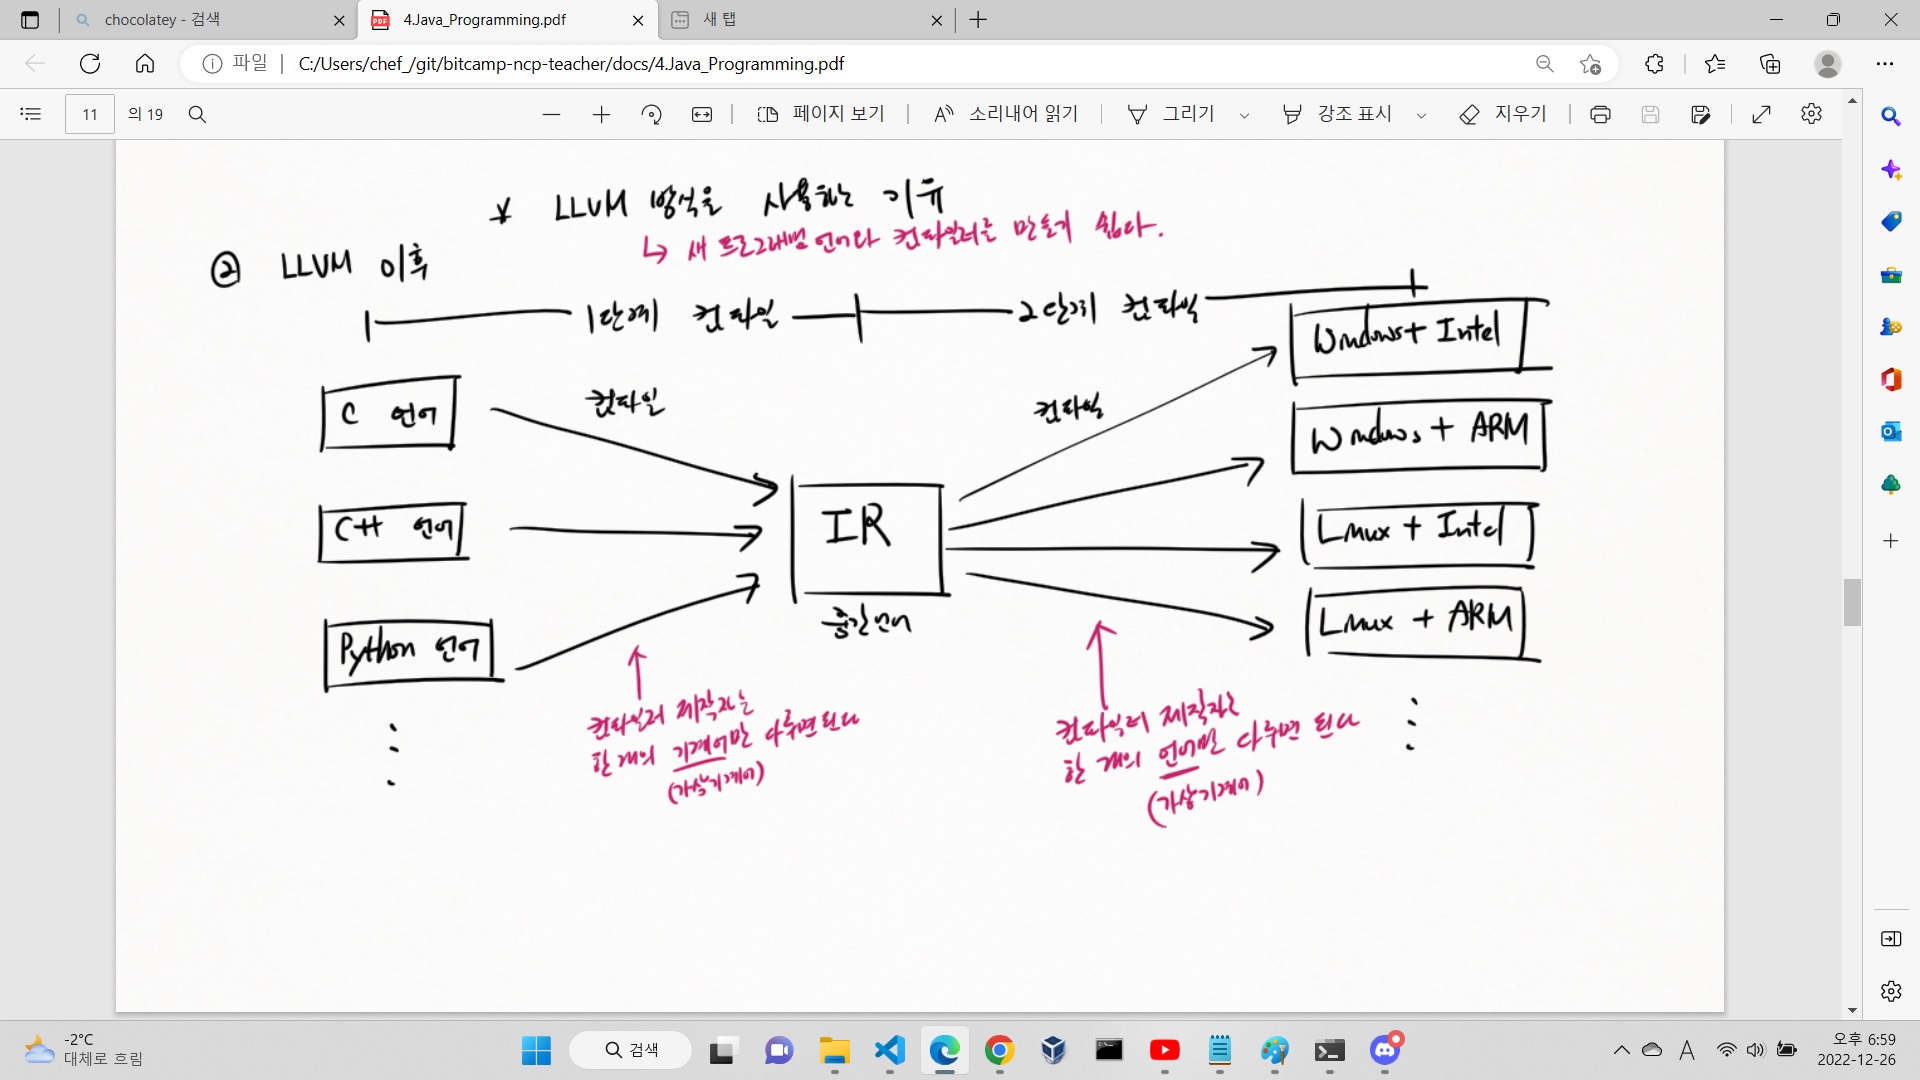 chocolatey - 검색
4.Java_Programming.pdf
새 탭
파일
C:/Users/chef_/git/bitcamp-ncp-teacher/docs/4.Java_Programming.pdf
11
의 19
페이지 보기
소리내어 읽기
그리기
강조 표시
지우기
* LLVM 방식을 사용하는 이유
↳ 새 프로그래밍 언어나 컴파일러를 만들기 쉽다.
② LLVM 이후
1단계 컴파일
2단계 컴파일
Windows + Intel
C 언어
컴파일
컴파일
Windows + ARM
C++ 언어
IR
Linux + Intel
중간언어
Python 언어
Linux + ARM
컴파일러 제작자는
한 개의 기계어만 다루면 된다
(가상기계어)
컴파일러 제작자는
한 개의 언어만 다루면 된다
(가상기계어)
-2°C
대체로 흐림
검색
A
오후 6:59
2022-12-26